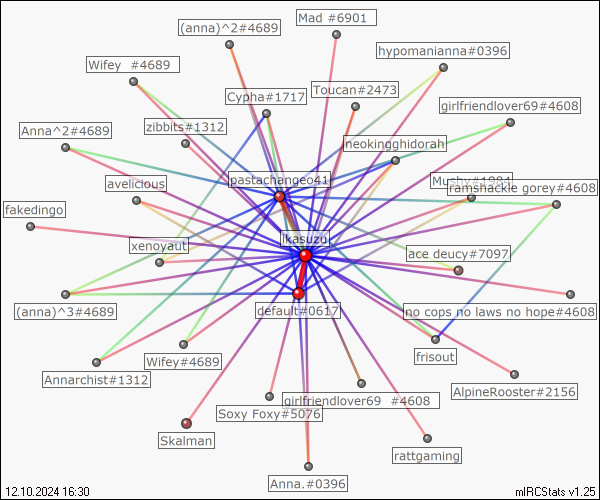 (anna)^2#4689
Mad #6901
hypomanianna#0396
Wifey  #4689
Cypha#1717
Toucan#2473
girlfriendlover69#4608
Anna^2#4689
zibbits#1312
neokingghidorah
pastachangeo41
Mushy#1984
ramshackle gorey#4608
avelicious
fakedingo
xenoyaut
ikasuzu
ace deucy#7097
(anna)^3#4689
default#0617
no cops no laws no hope#4608
Wifey#4689
frisout
Annarchist#1312
AlpineRooster#2156
girlfriendlover69  #4608
Soxy Foxy#5076
Skalman
rattgaming
Anna.#0396
12.10.2024 16:30
mIRCStats v1.25